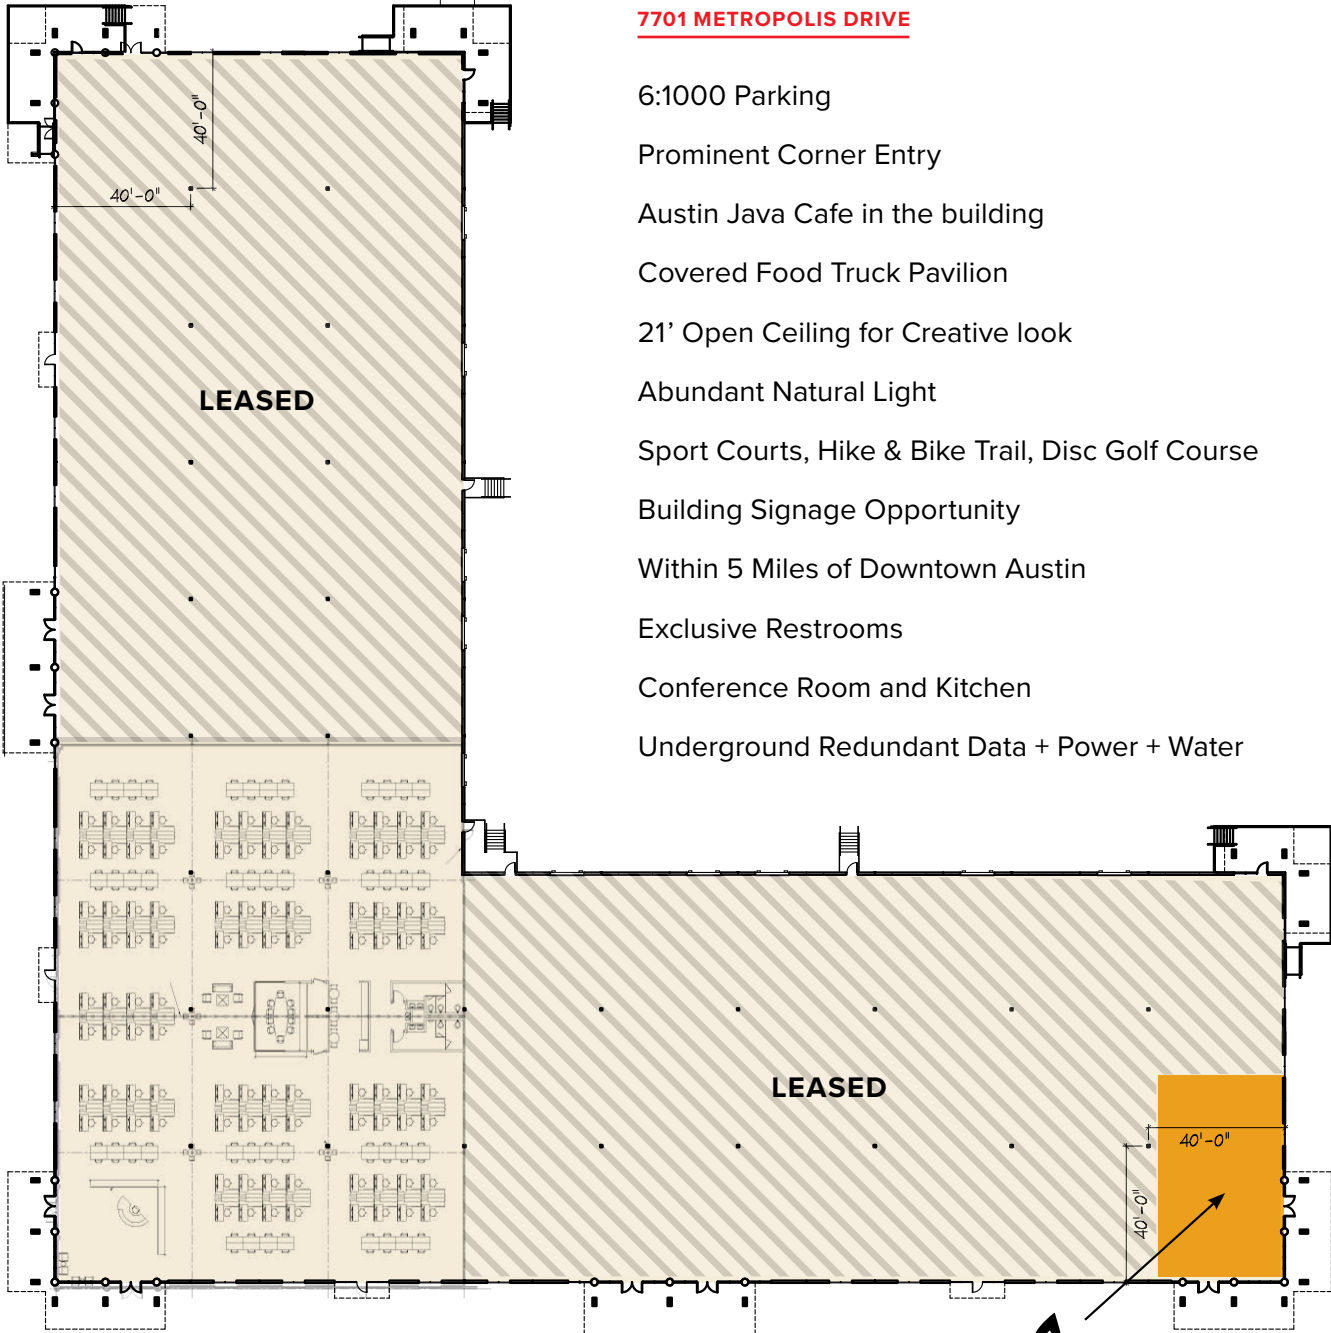 7701 METROPOLIS DRIVE
6:1000 Parking
Prominent Corner Entry
Austin Java Cafe in the building
Covered Food Truck Pavilion
21’ Open Ceiling for Creative look
Abundant Natural Light
Sport Courts, Hike & Bike Trail, Disc Golf Course
Building Signage Opportunity
Within 5 Miles of Downtown Austin
Exclusive Restrooms
Conference Room and Kitchen
Underground Redundant Data + Power + Water
40'-0"
40'-0"
LEASED
LEASED
40'-0"
40'-0"